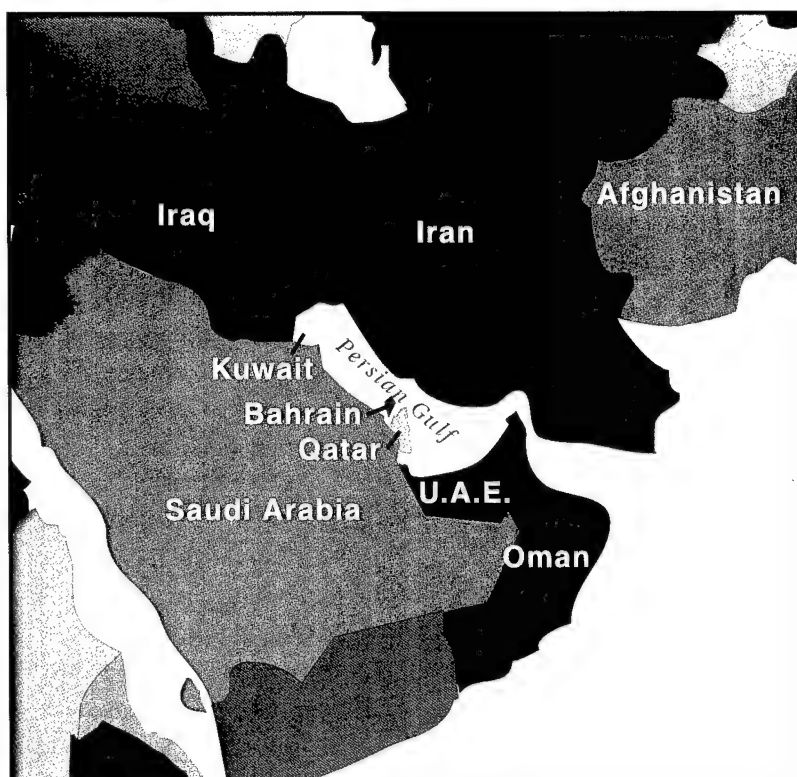 Afghanistan
Iraq
Iran
Kuwait
Persian Gulf
Bahrain
Qatar
U.A.E.
Saudi Arabia
Oman